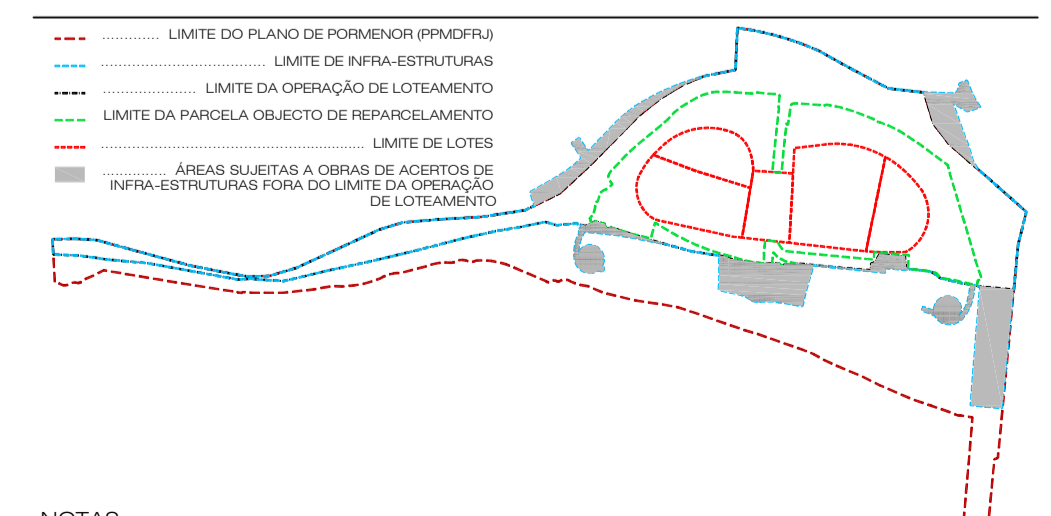 ............. LIMITE DO PLANO DE PORMENOR (PPMDFRJ)
...................................... LIMITE DE INFRA-ESTRUTURAS
..................... LIMITE DA OPERAÇÃO DE LOTEAMENTO
LIMITE DA PARCELA OBJECTO DE REPARCELAMENTO
................................................................... LIMITE DE LOTES
............... ÁREAS SUJEITAS A OBRAS DE ACERTOS DE
INFRA-ESTRUTURAS FORA DO LIMITE DA OPERAÇÃO
DE LOTEAMENTO
NOTAS